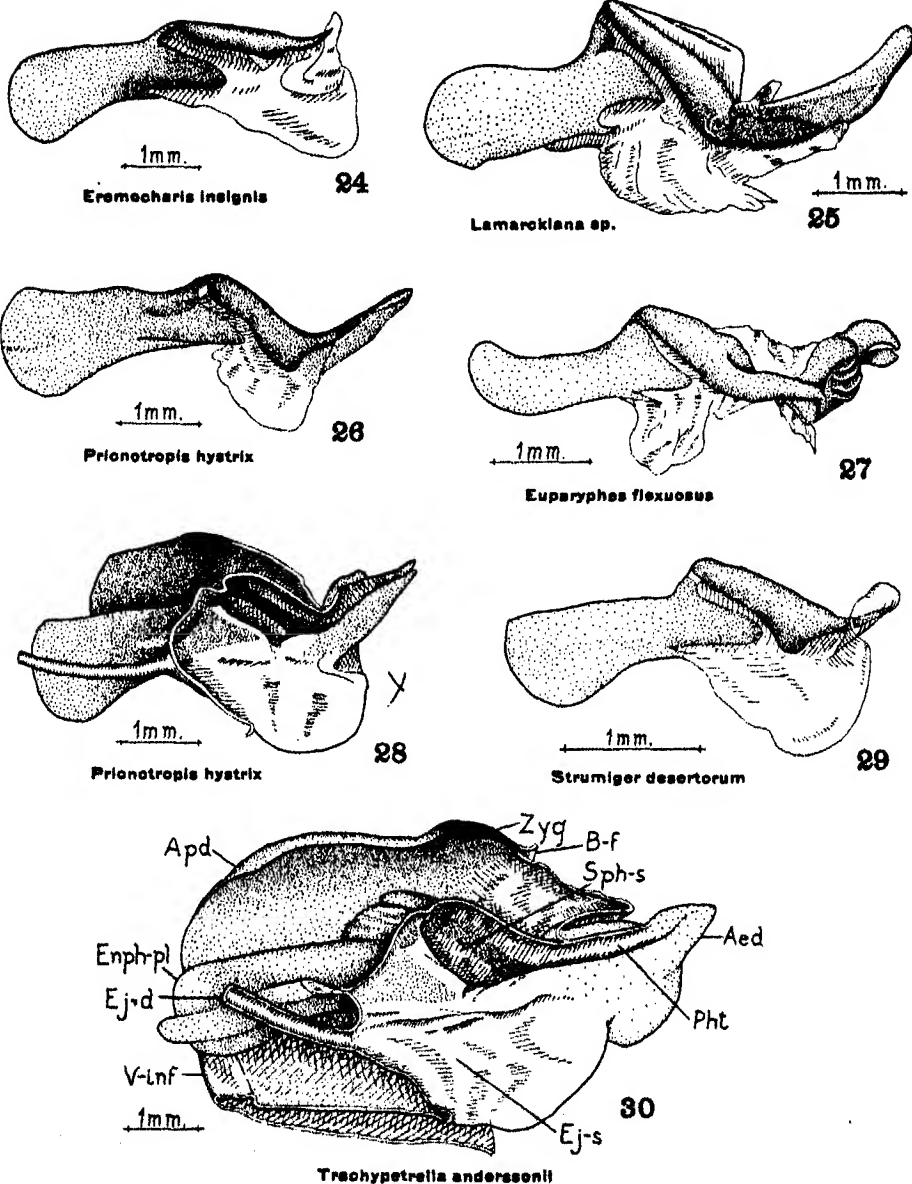 1mm.
24
Eremocharis insignis
1mm.
25
Lamarckiana sp.
1mm.
26
Prionotropis hystrix
1mm.
27
Euparyphes flexuosus
1mm.
28
Prionotropis hystrix
1mm.
29
Strumiger desertorum
Zyg
B-f
Sph-s
Apd
Aed
Enph-pl
Ej-d
Pht
V-inf
1mm.
30
Ej-s
Trachypetrella anderssonii